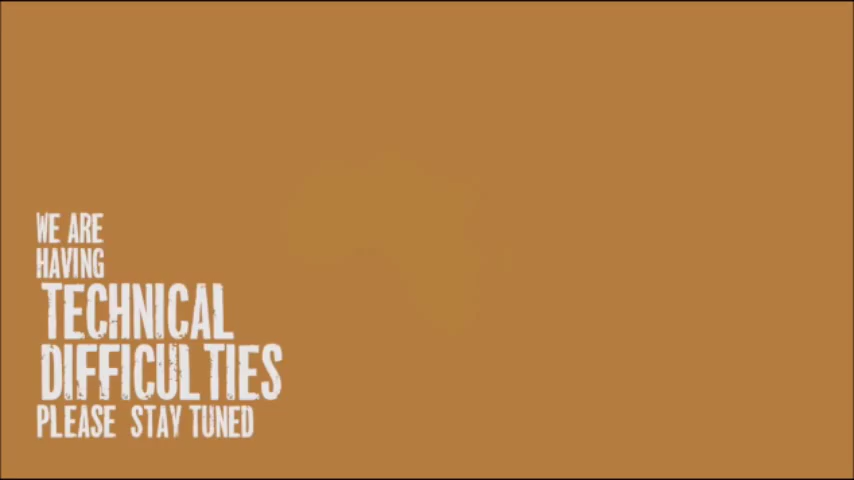 WE ARE
HAVING
TECHNICAL
DIFFICULTIES
PLEASE STAY TUNED